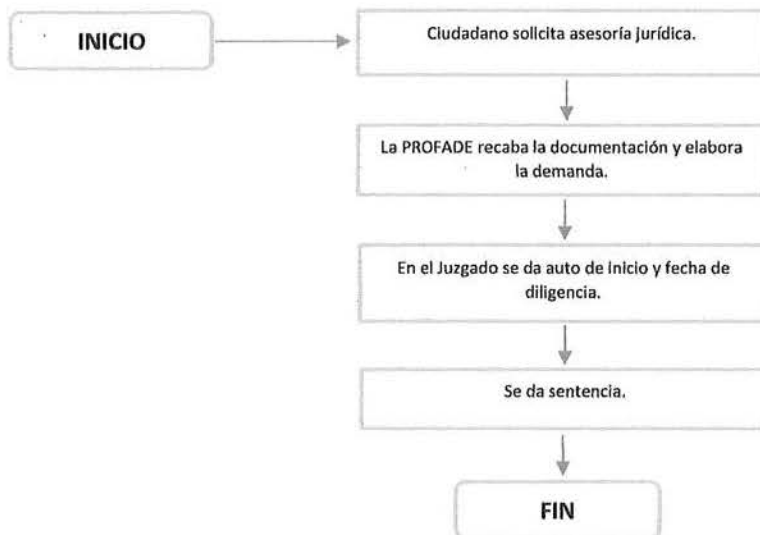 INICIO
Ciudadano solicita asesoría jurídica.
La PROFADE recaba la documentación y elabora
la demanda.
En el Juzgado se da auto de inicio y fecha de
diligencia.
Se da sentencia.
FIN